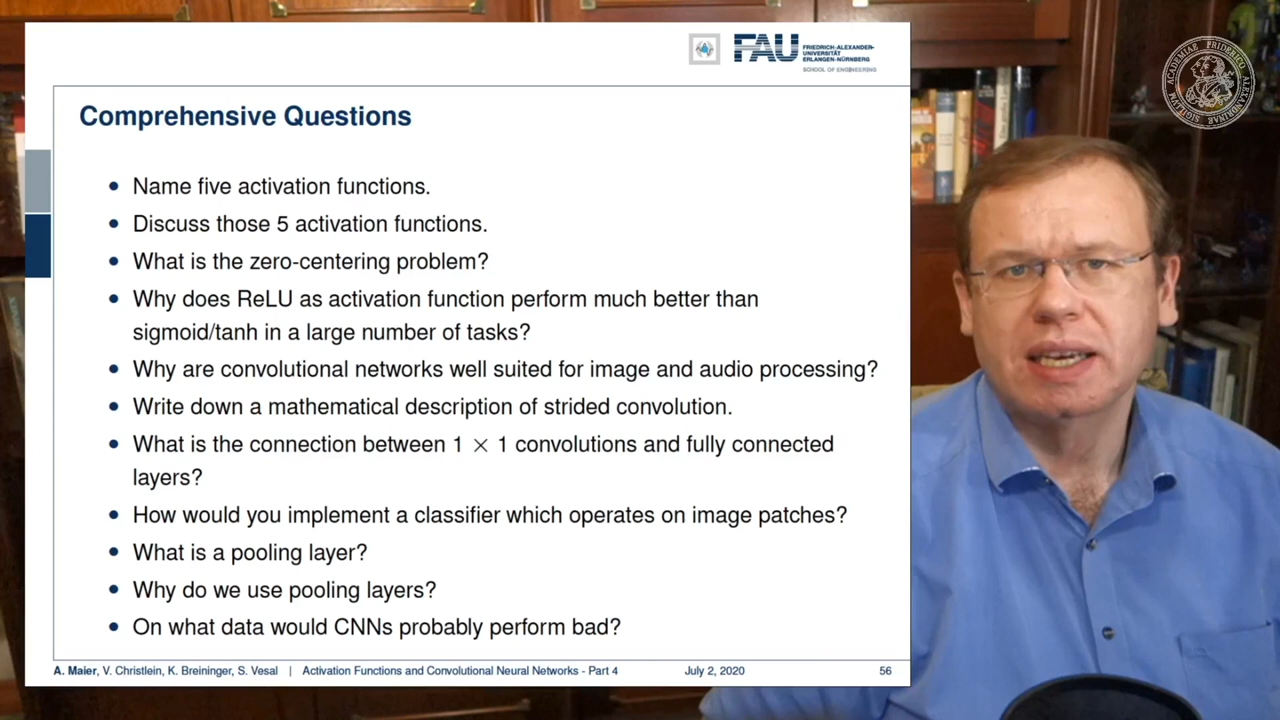 FAU
FRIEDRICH-ALEXANDER-
UNIVERSITÄT
ERLANGEN-NÜRNBERG
SCHOOL OF ENGINEERING
ACADEMIAE FRIDERICO ALEXANDRINAE SIGILLVM
Comprehensive Questions
• Name five activation functions.
• Discuss those 5 activation functions.
• What is the zero-centering problem?
• Why does ReLU as activation function perform much better than
sigmoid/tanh in a large number of tasks?
• Why are convolutional networks well suited for image and audio processing?
• Write down a mathematical description of strided convolution.
• What is the connection between 1 × 1 convolutions and fully connected
layers?
• How would you implement a classifier which operates on image patches?
• What is a pooling layer?
• Why do we use pooling layers?
• On what data would CNNs probably perform bad?
A. Maier, V. Christlein, K. Breininger, S. Vesal | Activation Functions and Convolutional Neural Networks - Part 4 July 2, 2020 56